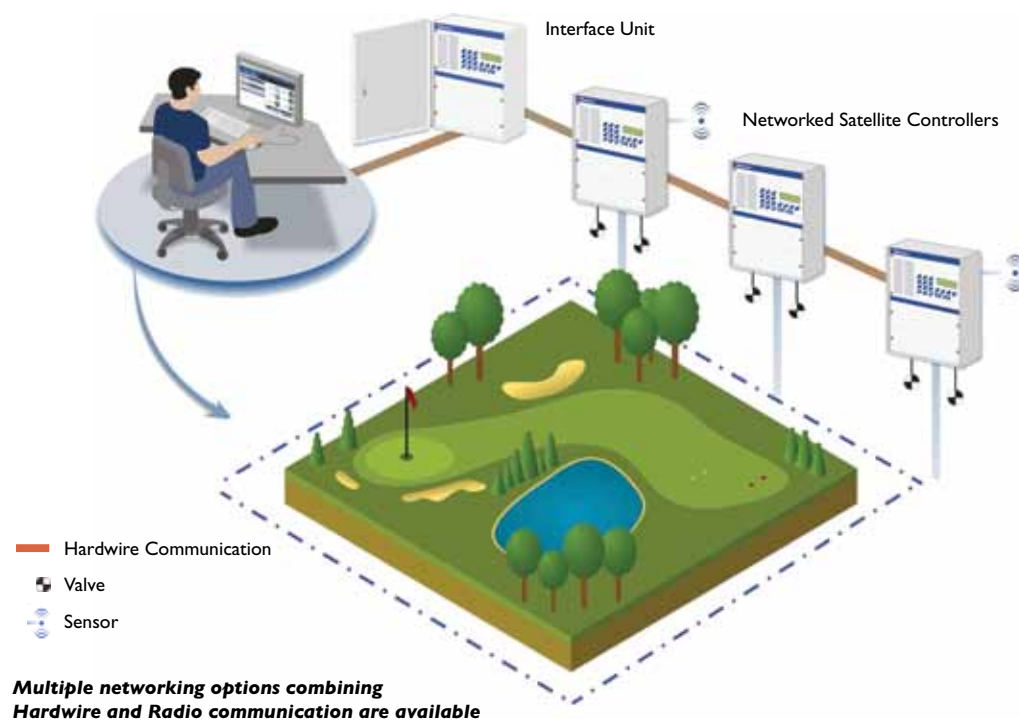 Interface Unit
Networked Satellite Controllers
Hardwire Communication
Valve
Sensor
Multiple networking options combining
Hardwire and Radio communication are available